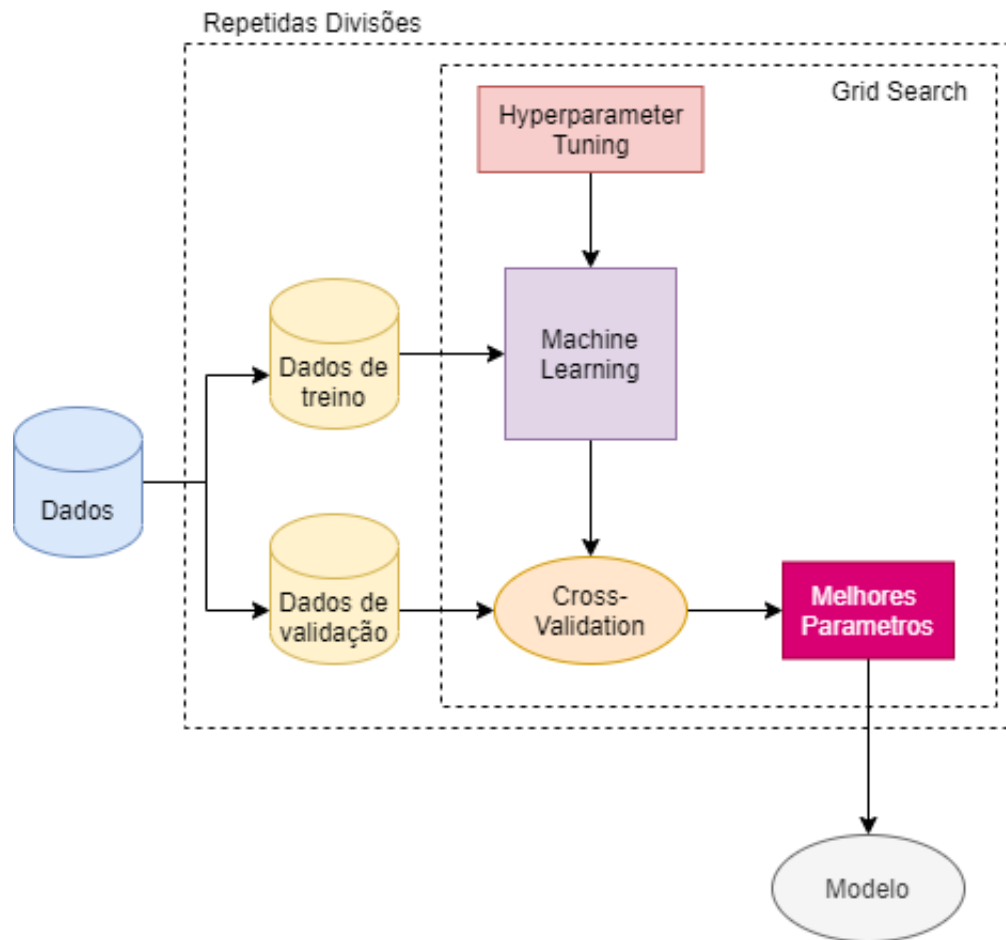 Repetidas Divisões
Grid Search
Hyperparameter
Tuning
Machine
Learning
Dados de
treino
Dados
Dados de
validação
Cross-
Validation
Melhores
Parametros
Modelo